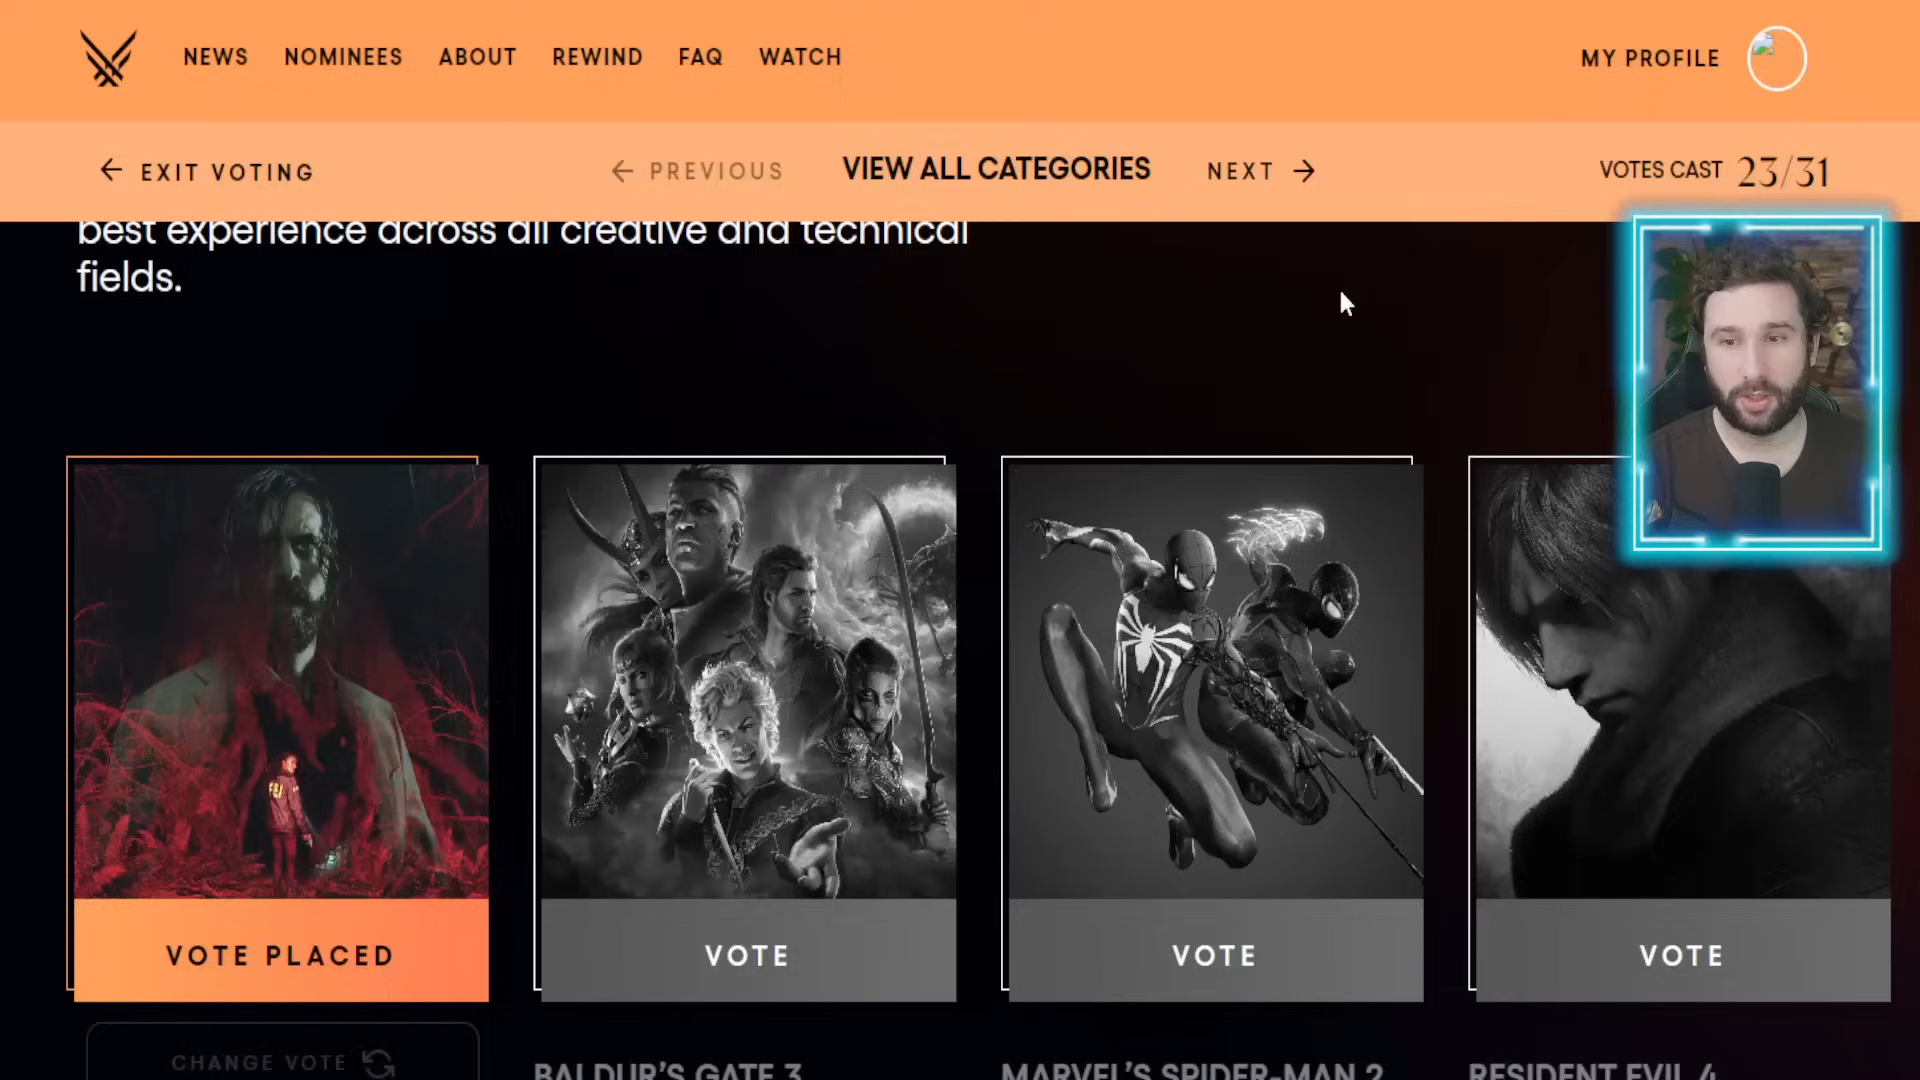 NEWS NOMINEES ABOUT REWIND FAQ WATCH MY PROFILE
EXIT VOTING PREVIOUS VIEW ALL CATEGORIES NEXT VOTES CAST 23/31
best experience across all creative and technical
fields.
VOTE PLACED VOTE VOTE VOTE
CHANGE VOTE
BALDUR'S GATE 3 MARVEL'S SPIDER-MAN 2 RESIDENT EVIL 4